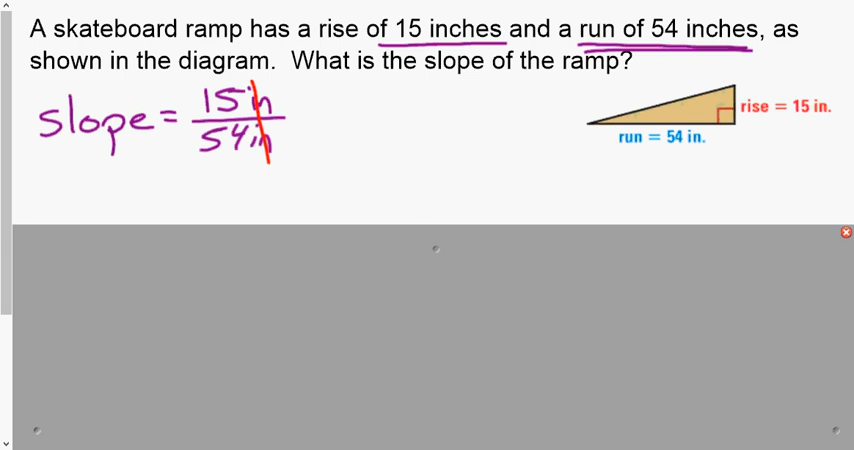 A skateboard ramp has a rise of 15 inches and a run of 54 inches, as
shown in the diagram. What is the slope of the ramp?
slope = 15 in
54 in
rise = 15 in.
run = 54 in.